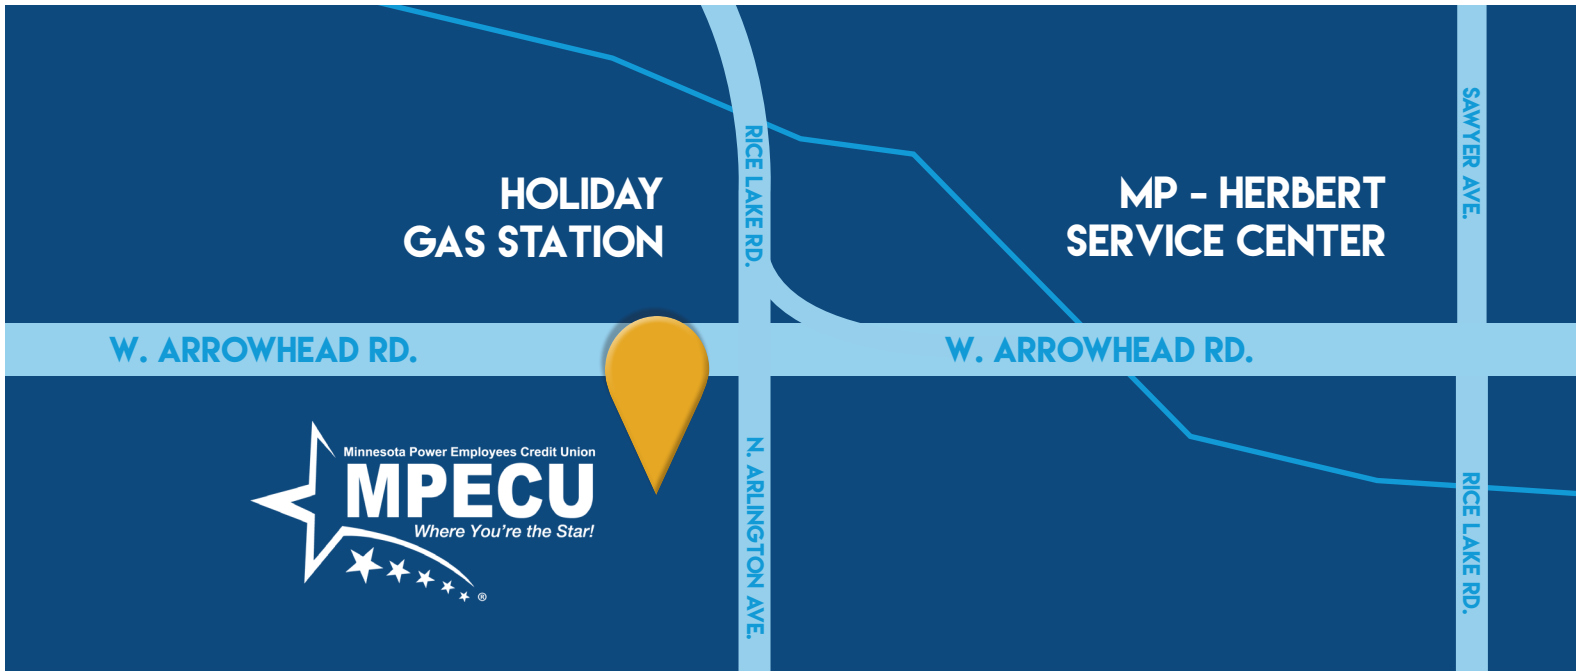 HOLIDAY
GAS STATION
RICE LAKE RD.
MP - HERBERT
SERVICE CENTER
SAWYER AVE.
W. ARROWHEAD RD.
W. ARROWHEAD RD.
Minnesota Power Employees Credit Union
MPECU
Where You're the Star!
®
N. ARLINGTON AVE.
RICE LAKE RD.